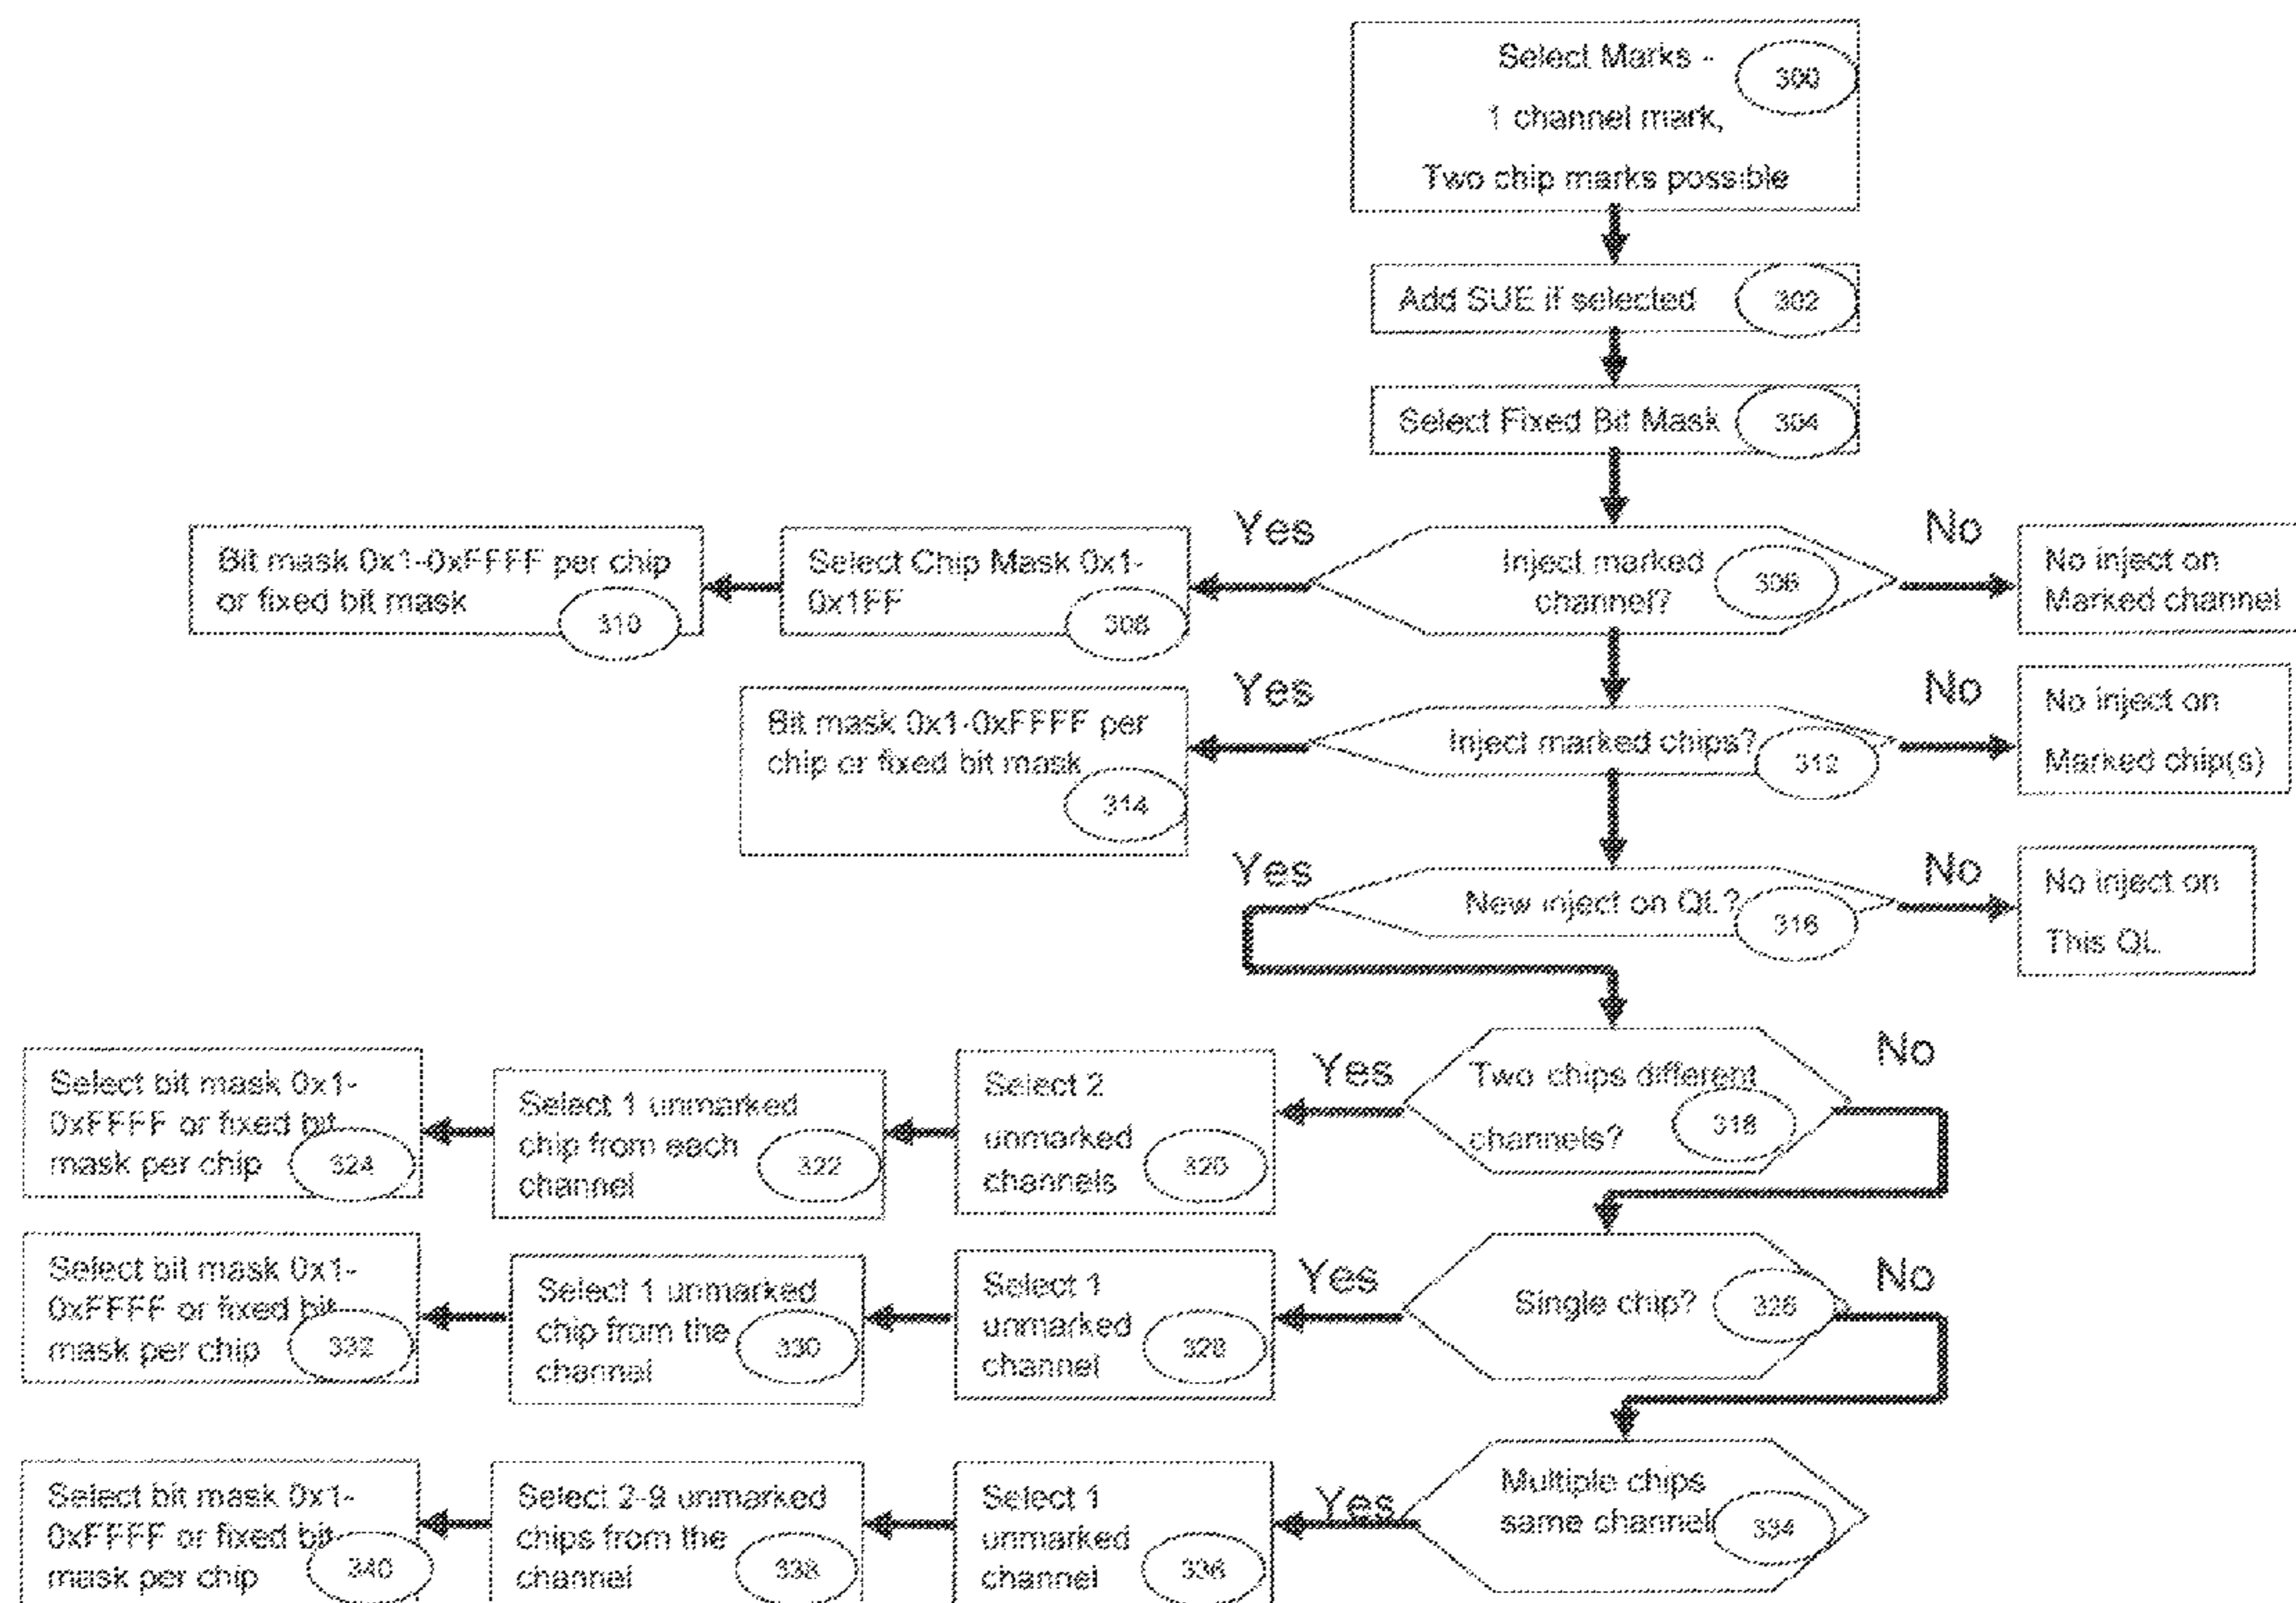 Select Marks -
300
1 channel mark,
Two chip marks possible
Add SUE if selected
302
Select Fixed Bit Mask
304
Yes
No
Bit mask 0x1-0xFFFF per chip
or fixed bit mask
310
Select Chip Mask 0x1-
0x1FF
308
Inject marked
channel?
306
No inject on
Marked channel
Yes
No
Bit mask 0x1-0xFFFF per
chip or fixed bit mask
314
Inject marked chips?
312
No inject on
Marked chip(s)
Yes
No
New inject on QL?
316
No inject on
This QL
Select bit mask 0x1-
0xFFFF or fixed bit
mask per chip
324
Select 1 unmarked
chip from each
channel
322
Select 2
unmarked
channels
320
Yes
Two chips different
channels?
318
No
Select bit mask 0x1-
0xFFFF or fixed bit
mask per chip
332
Select 1 unmarked
chip from the
channel
330
Select 1
unmarked
channel
328
Yes
Single chip?
326
No
Select bit mask 0x1-
0xFFFF or fixed bit
mask per chip
340
Select 2-9 unmarked
chips from the
channel
338
Select 1
unmarked
channel
336
Yes
Multiple chips
same channel
334